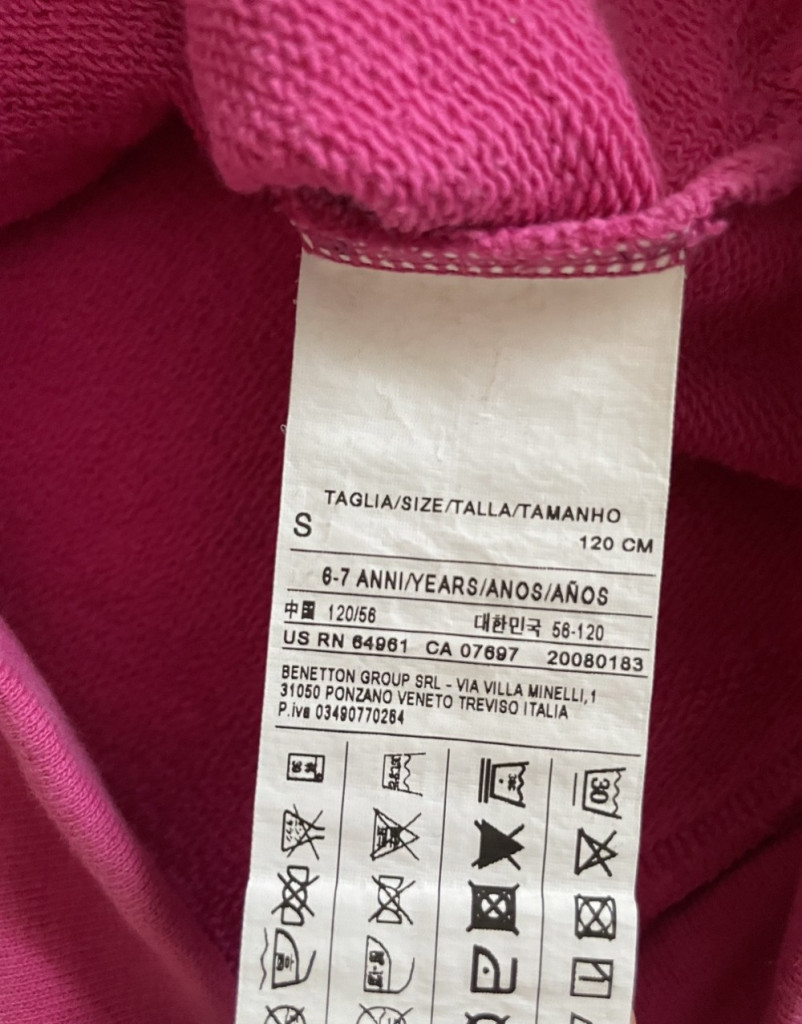 TAGLIA/SIZE/TALLA/TAMANHO
S 120 CM
6-7 ANNI/YEARS/ANOS/AÑOS
中国 120/56 대한민국 56-120
US RN 64961 CA 07697 20080183
BENETTON GROUP SRL - VIA VILLA MINELLI,1
31050 PONZANO VENETO TREVISO ITALIA
P.iva 03490770264
30